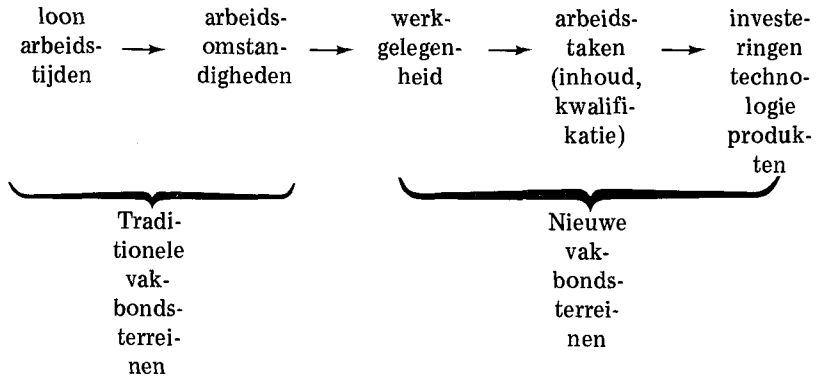 loon
arbeids-
tijden
arbeids-
omstan-
digheden
werk-
gelegen-
heid
arbeids-
taken
(inhoud,
kwalifi-
katie)
investe-
ringen
techno-
logie
produk-
ten
Tradi-
tionele
vak-
bonds-
terrei-
nen
Nieuwe
vak-
bonds-
terrei-
nen